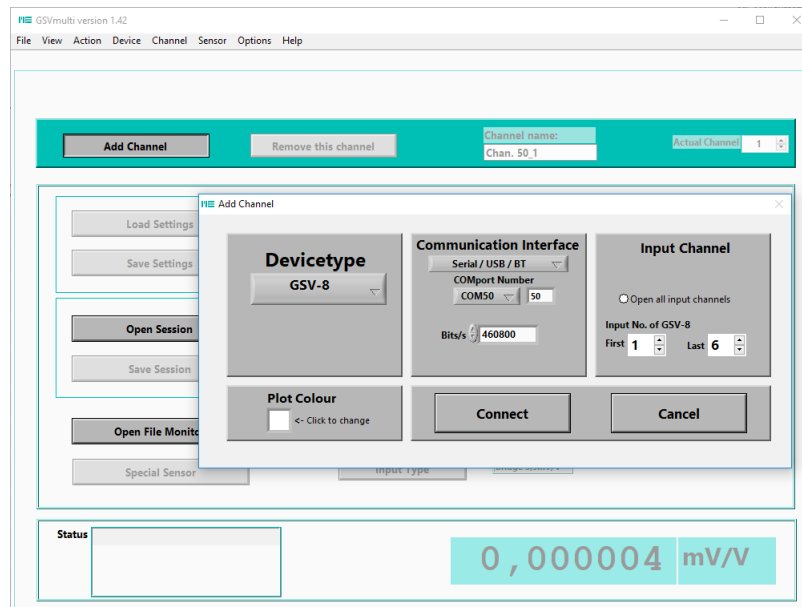 ME GSVmulti version 1.42
File View Action Device Channel Sensor Options Help
Add Channel
Remove this channel
Channel name:
Chan. 50_1
Actual Channel 1
Load Settings
Save Settings
Open Session
Save Session
Open File Monito
Special Sensor
Input Type
ME Add Channel
Devicetype
GSV-8
Communication Interface
Serial / USB / BT
COMport Number
COM50 50
Bits/s 460800
Input Channel
Open all input channels
Input No. of GSV-8
First 1 Last 6
Plot Colour
<- Click to change
Connect
Cancel
Status
0,000004 mV/V